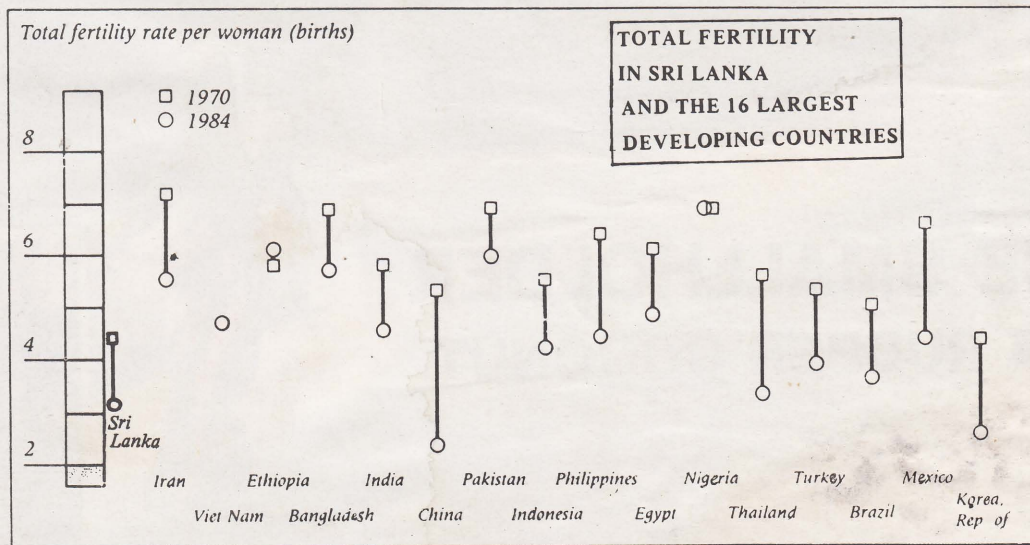 Total fertility rate per woman (births)
TOTAL FERTILITY
IN SRI LANKA
AND THE 16 LARGEST
DEVELOPING COUNTRIES
1970
1984
8
6
4
2
Sri
Lanka
Iran
Viet Nam
Ethiopia
Bangladesh
India
China
Pakistan
Indonesia
Philippines
Egypt
Nigeria
Thailand
Turkey
Brazil
Mexico
Korea,
Rep of